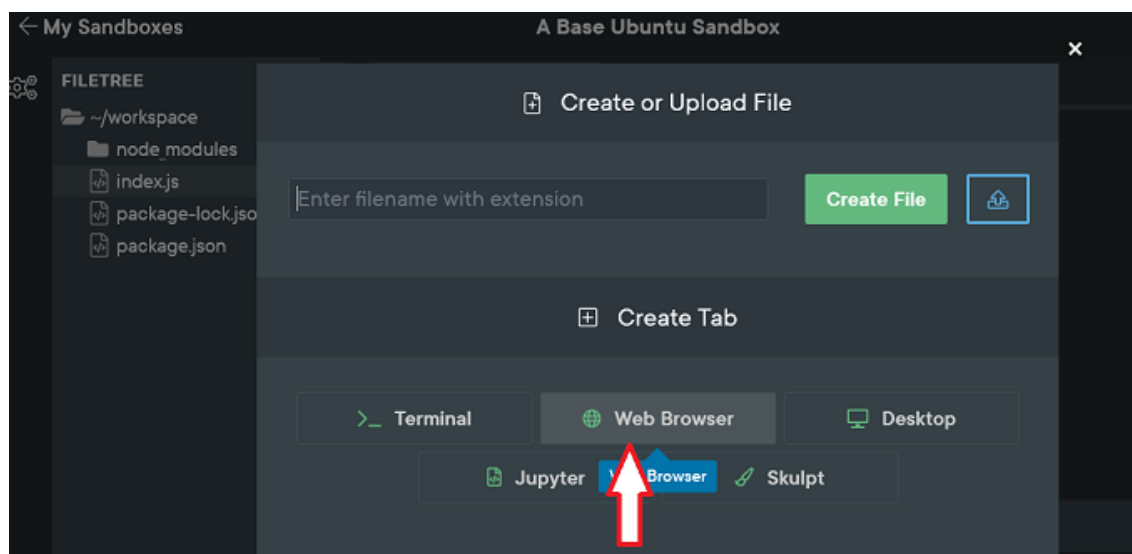 My Sandboxes
A Base Ubuntu Sandbox
FILETREE
~/workspace
node_modules
index.js
package-lock.jso
package.json
Create or Upload File
Enter filename with extension
Create File
Create Tab
>_ Terminal
Web Browser
Desktop
Jupyter
Browser
Skulpt